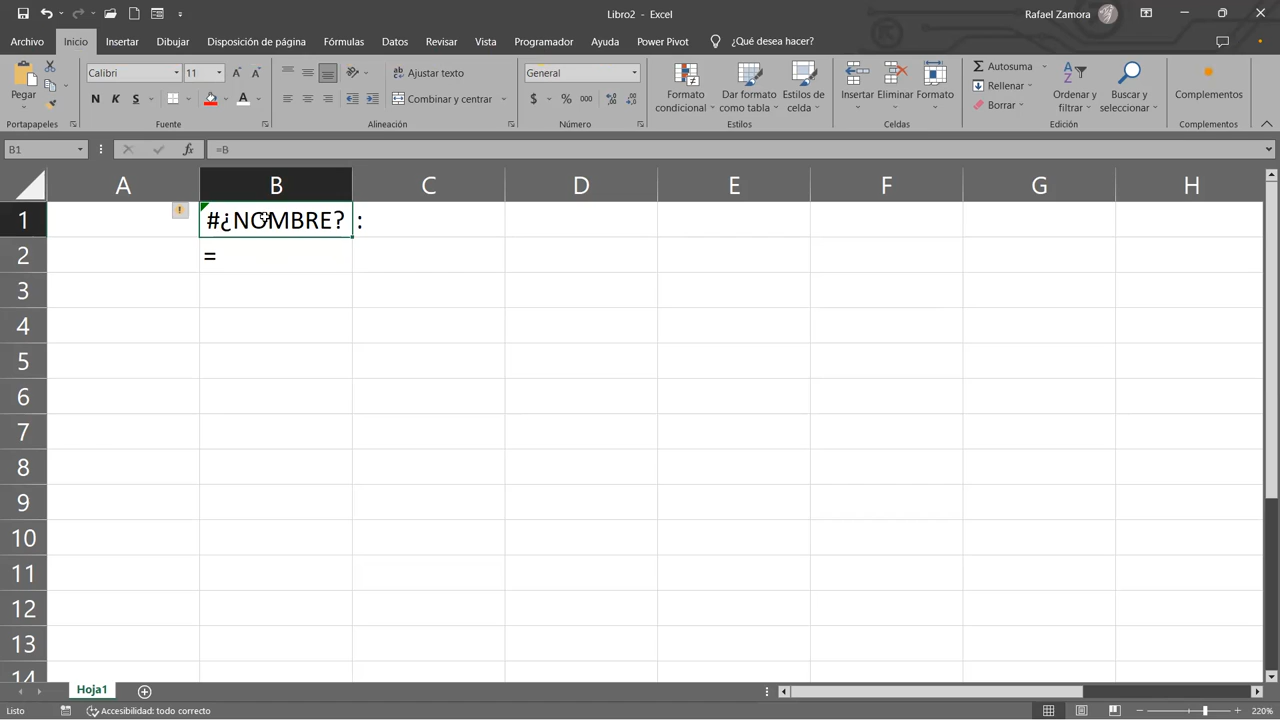 Libro2 - Excel
Rafael Zamora
Archivo Inicio Insertar Dibujar Disposición de página Fórmulas Datos Revisar Vista Programador Ayuda Power Pivot ¿Qué desea hacer?
Pegar
Calibri 11
N K S A
Ajustar texto
Combinar y centrar
General
$ % 000
Condicional
Formato condicional
Dar formato como tabla
Estilos de celda
Insertar Eliminar Formato
Autosuma
Rellenar
Borrar
Ordenar y filtrar
Buscar y seleccionar
Complementos
Portapapeles Fuente Alineación Número Estilos Celdas Edición Complementos
B1 fx =B
A B C D E F G H
1 #¿NOMBRE? :
2 =
3
4
5
6
7
8
9
10
11
12
13
14
Hoja1
Listo Accesibilidad: todo correcto 220%